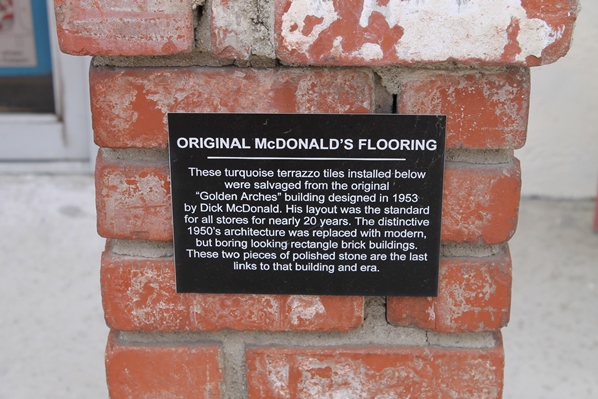 ORIGINAL McDONALD'S FLOORING
These turquoise terrazzo tiles installed below
were salvaged from the original
"Golden Arches" building designed in 1953
by Dick McDonald. His layout was the standard
for all stores for nearly 20 years. The distinctive
1950's architecture was replaced with modern,
but boring looking rectangle brick buildings.
These two pieces of polished stone are the last
links to that building and era.